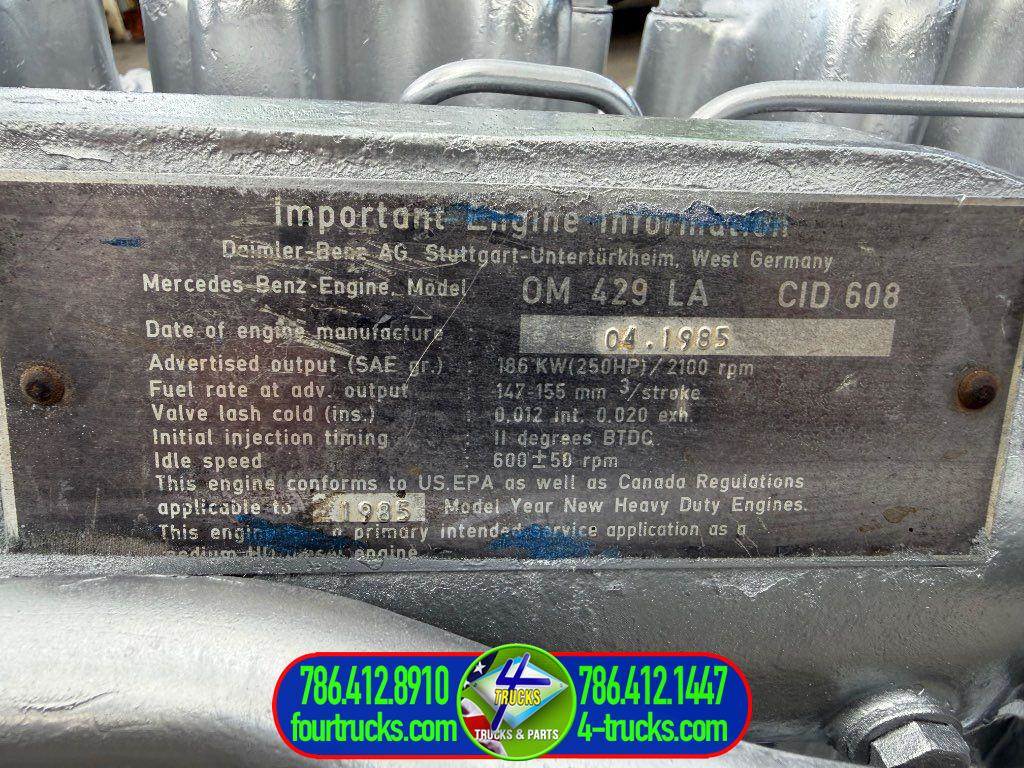 Important Engine Information
Daimler-Benz AG, Stuttgart-Untertürkheim, West Germany
Mercedes-Benz-Engine, Model OM 429 LA CID 608
Date of engine manufacture 04.1985
Advertised output (SAE gr.) : 186 KW(250HP)/2100 rpm
Fuel rate at adv. output : 147-155 mm 3/stroke
Valve lash cold (ins.) : 0.012 int. 0.020 exh.
Initial injection timing : 11 degrees BTDC
Idle speed : 600±50 rpm
This engine conforms to US.EPA as well as Canada Regulations
applicable to 1985 Model Year New Heavy Duty Engines.
This primary intended service application as a
engine
786.412.8910 4 TRUCKS 786.412.1447
fourtrucks.com TRUCKS & PARTS 4-trucks.com